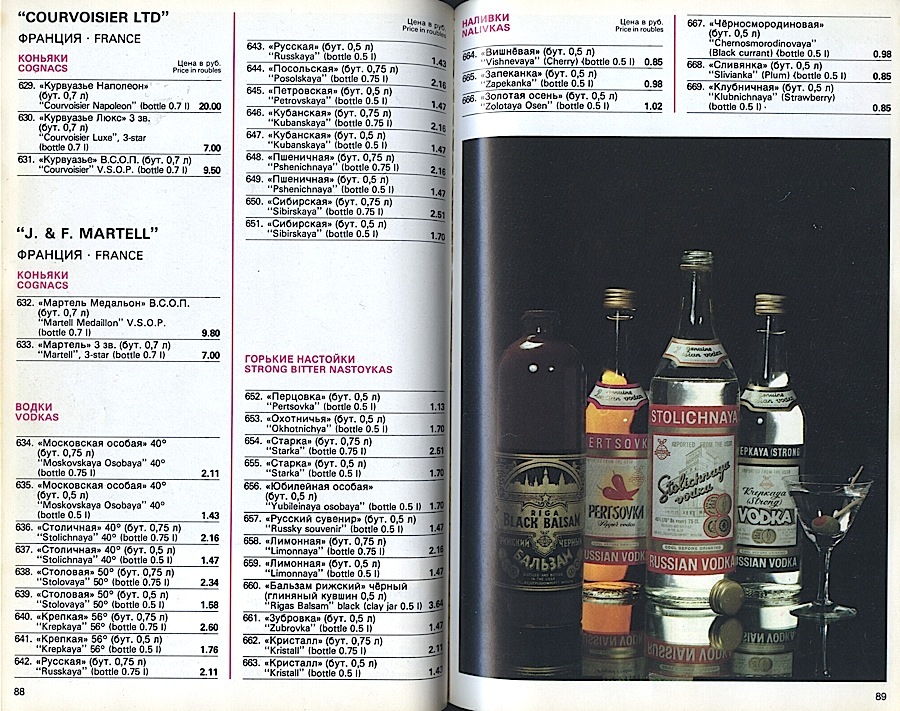 "COURVOISIER LTD"
ФРАНЦИЯ · FRANCE
КОНЬЯКИ
COGNACS
Цена в руб.
Price in roubles
629. «Курвуазье Наполеон»
(бут. 0,7 л)
"Courvoisier Napoleon" (bottle 0.7 l) 20.00
630. «Курвуазье Люкс» 3 зв.
(бут. 0,7 л)
"Courvoisier Luxe", 3-star
(bottle 0.7 l) 7.00
631. «Курвуазье» В.С.О.П. (бут. 0,7 л)
"Courvoisier" V.S.O.P. (bottle 0.7 l) 9.50
"J. & F. MARTELL"
ФРАНЦИЯ · FRANCE
КОНЬЯКИ
COGNACS
632. «Мартель Медальон» В.С.О.П.
(бут. 0,7 л)
"Martell Medaillon" V.S.O.P.
(bottle 0.7 l) 9.80
633. «Мартель» 3 зв. (бут. 0,7 л)
"Martell", 3-star (bottle 0.7 l) 7.00
ВОДКИ
VODKAS
634. «Московская особая» 40°
(бут. 0,75 л)
"Moskovskaya Osobaya" 40°
(bottle 0.75 l) 2.11
635. «Московская особая» 40°
(бут. 0,5 л)
"Moskovskaya Osobaya" 40°
(bottle 0.5 l) 1.43
636. «Столичная» 40° (бут. 0,75 л)
"Stolichnaya" 40° (bottle 0.75 l) 2.16
637. «Столичная» 40° (бут. 0,5 л)
"Stolichnaya" 40° (bottle 0.5 l) 1.47
638. «Столовая» 50° (бут. 0,75 л)
"Stolovaya" 50° (bottle 0.75 l) 2.34
639. «Столовая» 50° (бут. 0,5 л)
"Stolovaya" 50° (bottle 0.5 l) 1.58
640. «Крепкая» 56° (бут. 0,75 л)
"Krepkaya" 56° (bottle 0.75 l) 2.60
641. «Крепкая» 56° (бут. 0,5 л)
"Krepkaya" 56° (bottle 0.5 l) 1.76
642. «Русская» (бут. 0,75 л)
"Russkaya" (bottle 0.75 l) 2.11
88
Цена в руб.
Price in roubles
643. «Русская» (бут. 0,5 л)
"Russkaya" (bottle 0.5 l) 1.43
644. «Посольская» (бут. 0,75 л)
"Posolskaya" (bottle 0.75 l) 2.16
645. «Петровская» (бут. 0,5 л)
"Petrovskaya" (bottle 0.5 l) 1.47
646. «Кубанская» (бут. 0,75 л)
"Kubanskaya" (bottle 0.75 l) 2.16
647. «Кубанская» (бут. 0,5 л)
"Kubanskaya" (bottle 0.5 l) 1.47
648. «Пшеничная» (бут. 0,75 л)
"Pshenichnaya" (bottle 0.75 l) 2.16
649. «Пшеничная» (бут. 0,5 л)
"Pshenichnaya" (bottle 0.5 l) 1.47
650. «Сибирская» (бут. 0,75 л)
"Sibirskaya" (bottle 0.75 l) 2.51
651. «Сибирская» (бут. 0,5 л)
"Sibirskaya" (bottle 0.5 l) 1.70
ГОРЬКИЕ НАСТОЙКИ
STRONG BITTER NASTOYKAS
652. «Перцовка» (бут. 0,5 л)
"Pertsovka" (bottle 0.5 l) 1.13
653. «Охотничья» (бут. 0,5 л)
"Okhotnichya" (bottle 0.5 l) 1.70
654. «Старка» (бут. 0,75 л)
"Starka" (bottle 0.75 l) 2.51
655. «Старка» (бут. 0,5 л)
"Starka" (bottle 0.5 l) 1.70
656. «Юбилейная особая»
(бут. 0,5 л)
"Yubileinaya osobaya" (bottle 0.5 l) 1.70
657. «Русский сувенир» (бут. 0,5 л)
"Russky souvenir" (bottle 0.5 l) 1.47
658. «Лимонная» (бут. 0,75 л)
"Limonnaya" (bottle 0.75 l) 2.16
659. «Лимонная» (бут. 0,5 л)
"Limonnaya" (bottle 0.5 l) 1.47
660. «Бальзам рижский» чёрный
(глиняный кувшин 0,5 л)
"Rigas Balsam" black (clay jar 0.5 l) 3.64
661. «Зубровка» (бут. 0,5 л)
"Zubrovka" (bottle 0.5 l) 1.47
662. «Кристалл» (бут. 0,75 л)
"Kristall" (bottle 0.75 l) 2.11
663. «Кристалл» (бут. 0,5 л)
"Kristall" (bottle 0.5 l) 1.43
НАЛИВКИ
NALIVKAS
Цена в руб.
Price in roubles
664. «Вишнёвая» (бут. 0,5 л)
"Vishnevaya" (Cherry) (bottle 0.5 l) 0.85
665. «Запеканка» (бут. 0,5 л)
"Zapekanka" (bottle 0.5 l) 0.98
666. «Золотая осень» (бут. 0,5 л)
"Zolotaya Osen" (bottle 0.5 l) 1.02
667. «Чёрносмородиновая»
(бут. 0,5 л)
"Chernosmorodinovaya"
(Black currant) (bottle 0.5 l) 0.98
668. «Сливянка» (бут. 0,5 л)
"Slivianka" (Plum) (bottle 0.5 l) 0.85
669. «Клубничная» (бут. 0,5 л)
"Klubnichnaya" (Strawberry)
(bottle 0.5 l) 0.85
RIGA
BLACK BALSAM
БАЛЬЗАМ
PERTSOVK
PERTSOVKA
USSIAN VODK
STOLICHNAYA
IMPORTED FROM THE USSR
Stolichnaya
vodka
RUSSIAN VODKA
EPKAYA (STRONG)
Krepkaya
(Strong)
VODKA
USSIAN VODKA
89